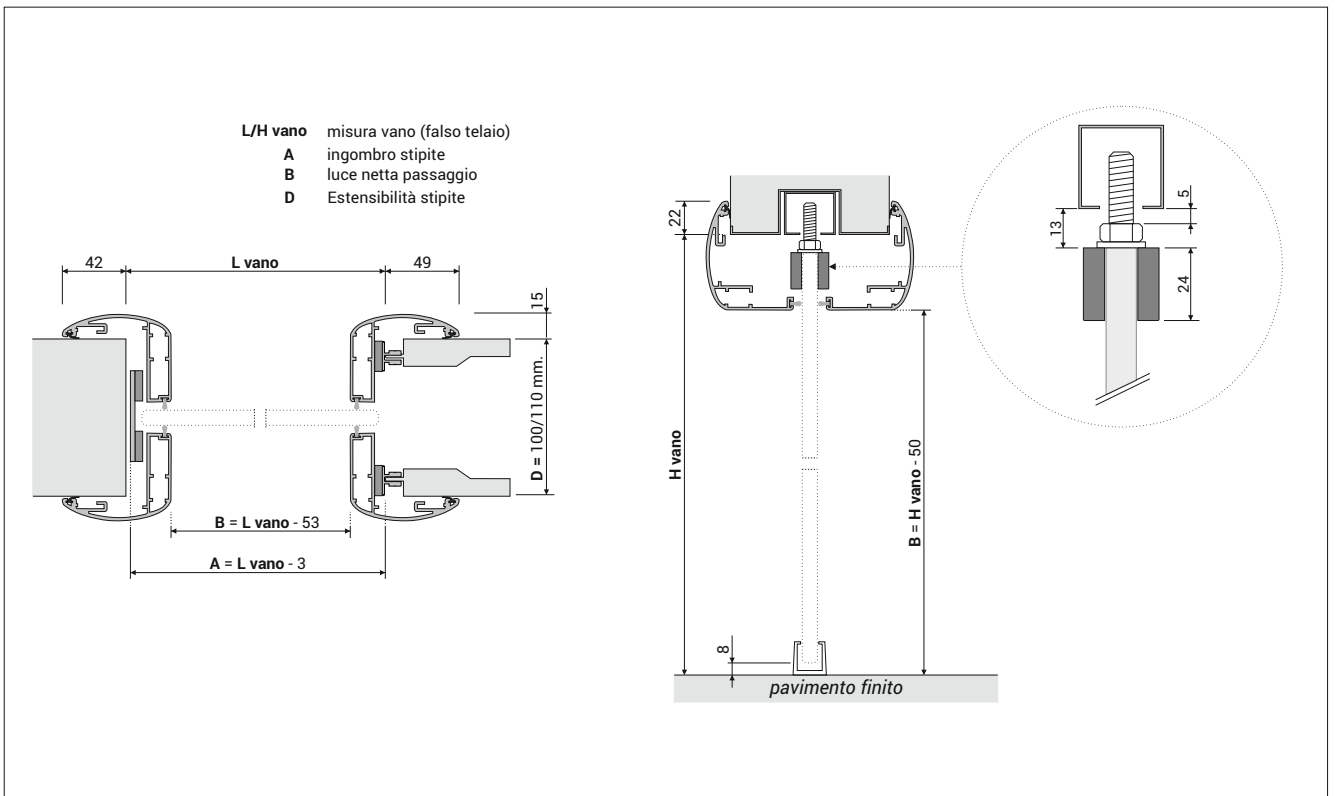 L/H vano misura vano (falso telaio)
A ingombro stipite
B luce netta passaggio
D Estensibilità stipite
42
L vano
49
15
D = 100/110 mm.
B = L vano - 53
A = L vano - 3
22
H vano
B = H vano - 50
8
pavimento finito
5
13
24